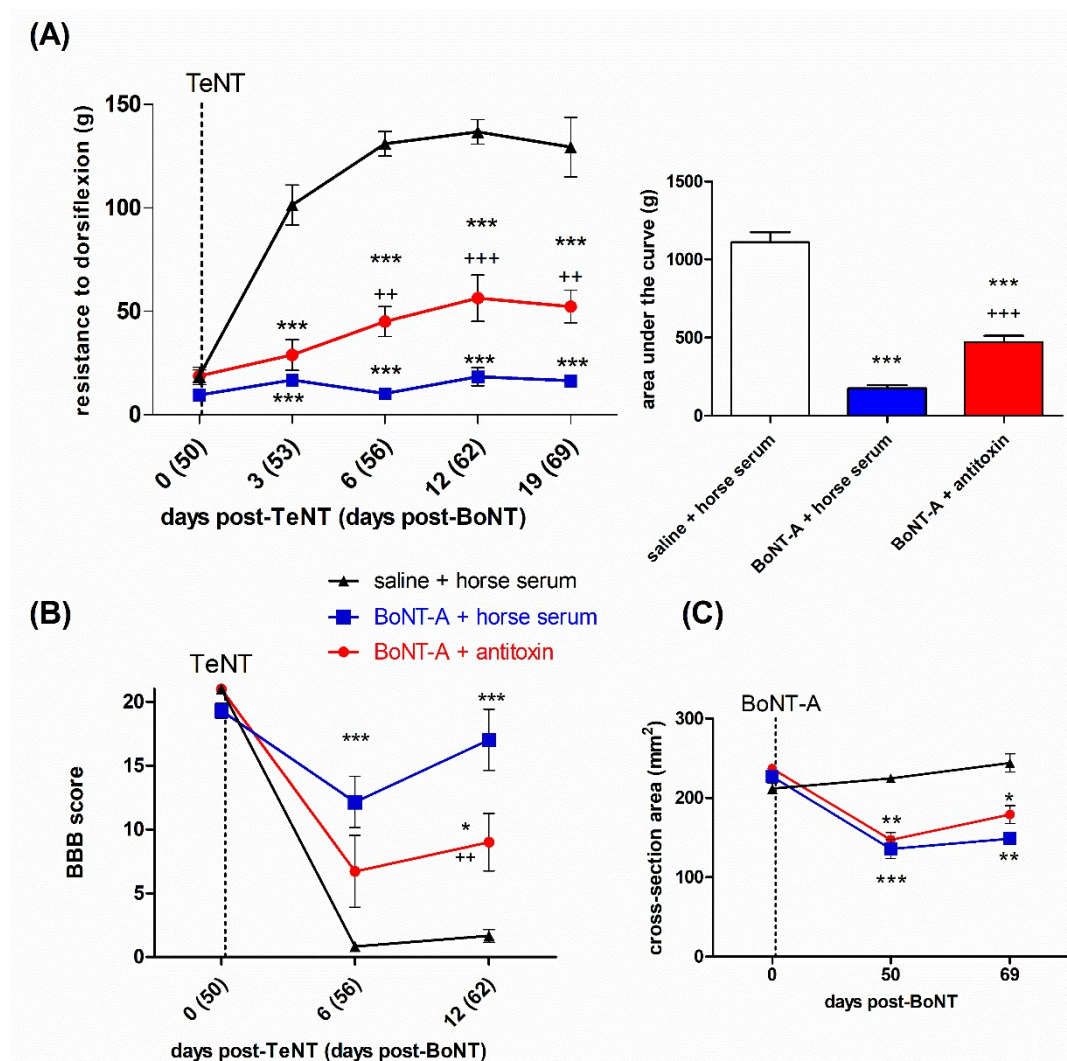 (A)
TeNT
resistance to dorsiflexion (g)
150
100
50
0
***
***
++
***
+++
***
++
***
***
***
***
0 (50)
3 (53)
6 (56)
12 (62)
19 (69)
days post-TeNT (days post-BoNT)
area under the curve (g)
1500
1000
500
0
***
***
+++
saline + horse serum
BoNT-A + horse serum
BoNT-A + antitoxin
saline + horse serum
BoNT-A + horse serum
BoNT-A + antitoxin
(B)
TeNT
BBB score
20
15
10
5
0
***
***
*
++
0 (50)
6 (56)
12 (62)
days post-TeNT (days post-BoNT)
(C)
BoNT-A
cross-section area (mm²)
300
200
100
0
**
***
*
**
0
50
69
days post-BoNT